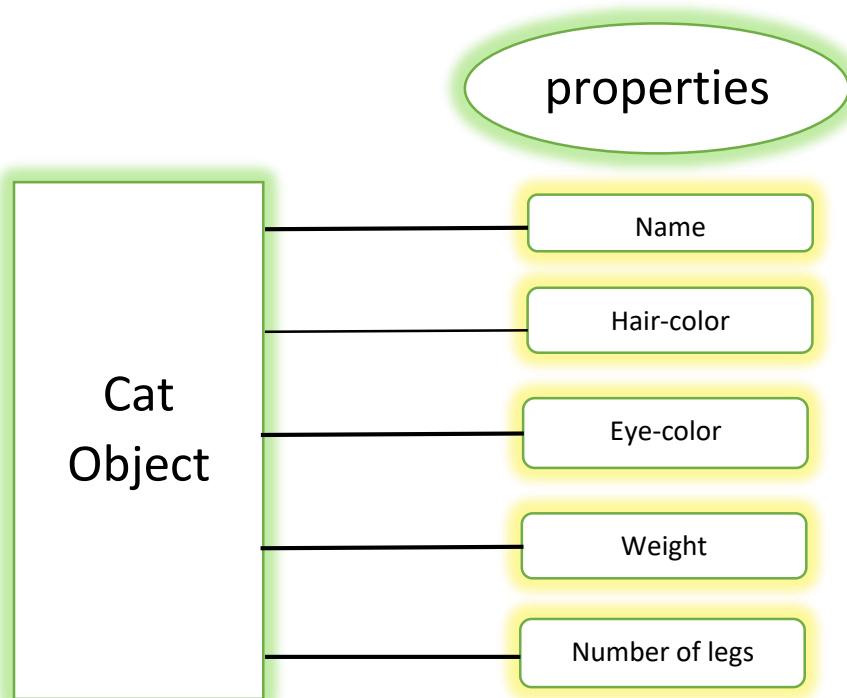 properties
Name
Hair-color
Cat
Object
Eye-color
Weight
Number of legs